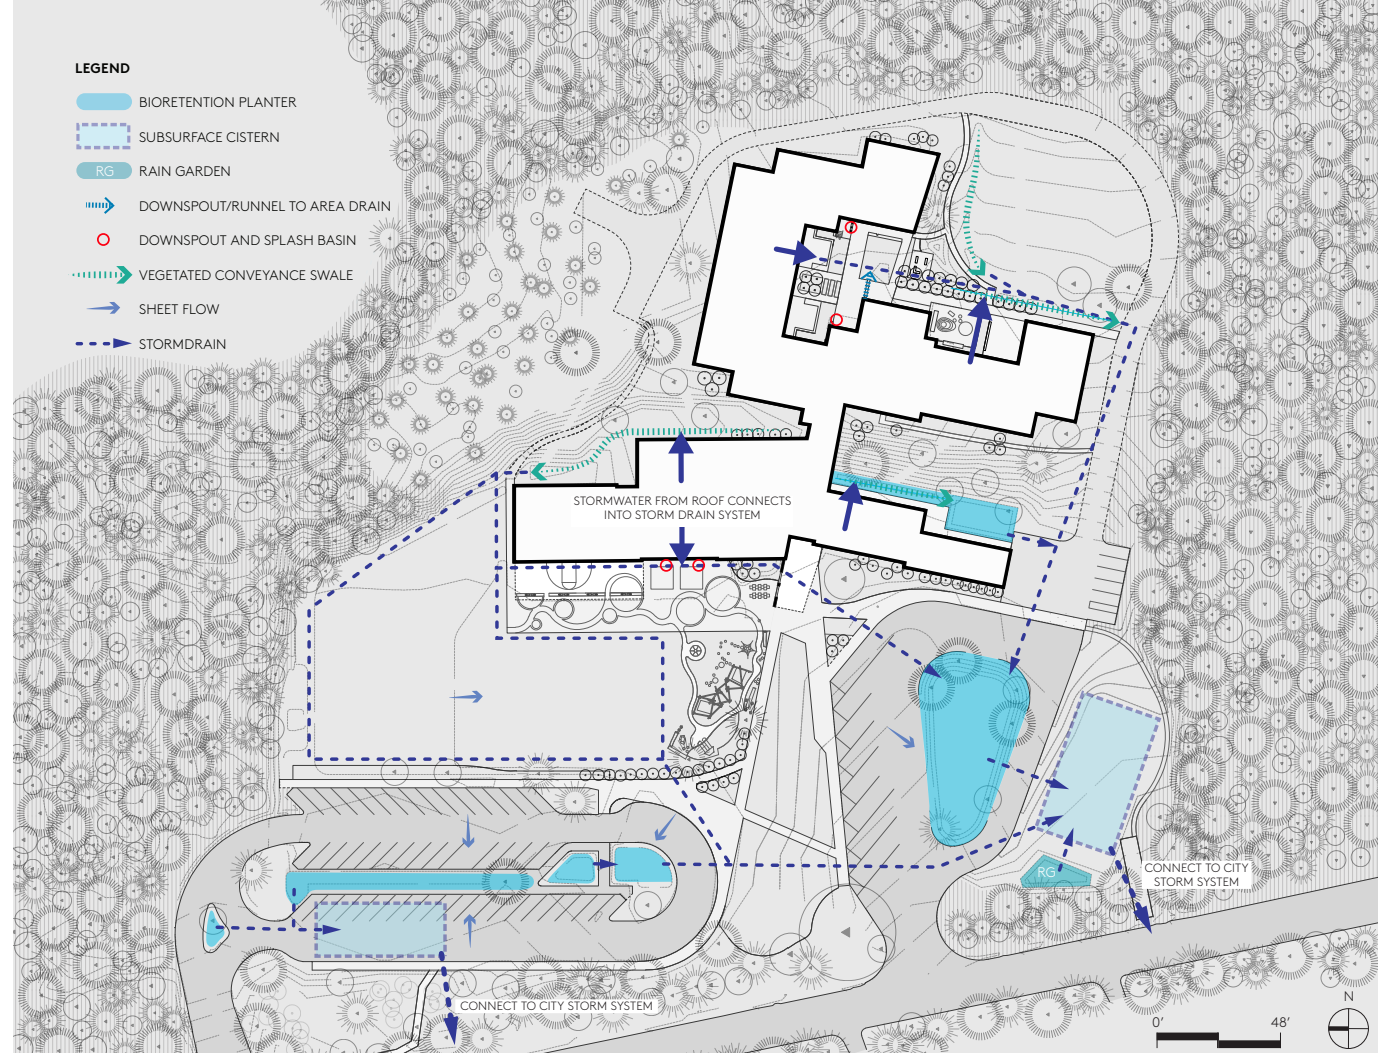 LEGEND
BIORETENTION PLANTER
SUBSURFACE CISTERN
RG RAIN GARDEN
DOWNSPOUT/RUNNEL TO AREA DRAIN
DOWNSPOUT AND SPLASH BASIN
VEGETATED CONVEYANCE SWALE
SHEET FLOW
STORMDRAIN
STORMWATER FROM ROOF CONNECTS
INTO STORM DRAIN SYSTEM
RG
CONNECT TO CITY
STORM SYSTEM
CONNECT TO CITY STORM SYSTEM
N
0' 48'